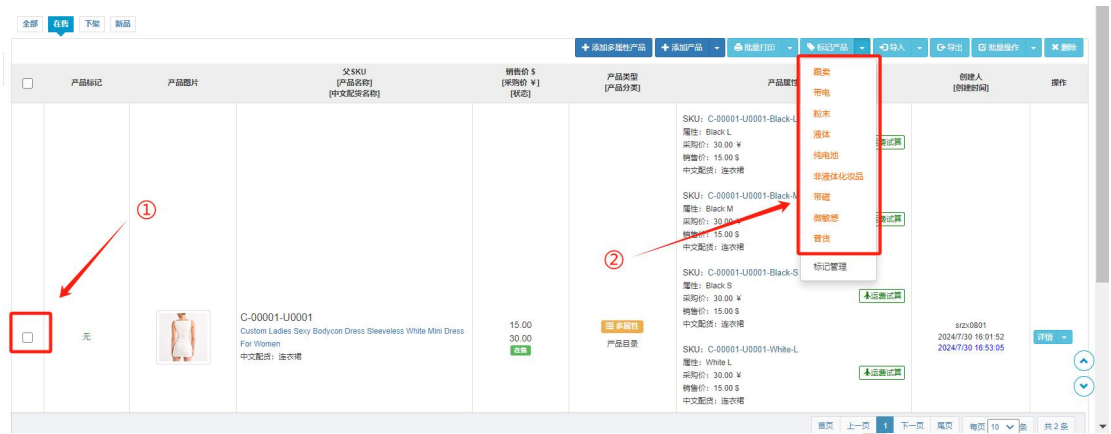 全部 在售 下架 新品
添加多属性产品 添加产品 批量打印 标记产品 导入 导出 批量操作 删除
产品标记 产品图片 父SKU [产品名称] [中文配货名称] 销售价 $ [采购价 ¥] [状态] 产品类型 [产品分类] 产品属性 创建人 [创建时间] 操作
跟卖
带电
粉末
液体
纯电池
非液体化妆品
带磁
微敏感
普货
标记管理
①
②
无
C-00001-U0001
Custom Ladies Sexy Bodycon Dress Sleeveless White Mini Dress
For Women
中文配货：连衣裙
15.00
30.00
在售
多属性
产品目录
SKU：C-00001-U0001-Black-L
属性：Black L
采购价：30.00 ¥
销售价：15.00 $
中文配货：连衣裙
运费试算
SKU：C-00001-U0001-Black-M
属性：Black M
采购价：30.00 ¥
销售价：15.00 $
中文配货：连衣裙
运费试算
SKU：C-00001-U0001-Black-S
属性：Black S
采购价：30.00 ¥
销售价：15.00 $
中文配货：连衣裙
运费试算
SKU：C-00001-U0001-White-L
属性：White L
采购价：30.00 ¥
销售价：15.00 $
中文配货：连衣裙
运费试算
srzx0801
2024/7/30 16:01:52
2024/7/30 16:53:05
详情
首页 上一页 1 下一页 尾页 每页 10 条 共 2 条